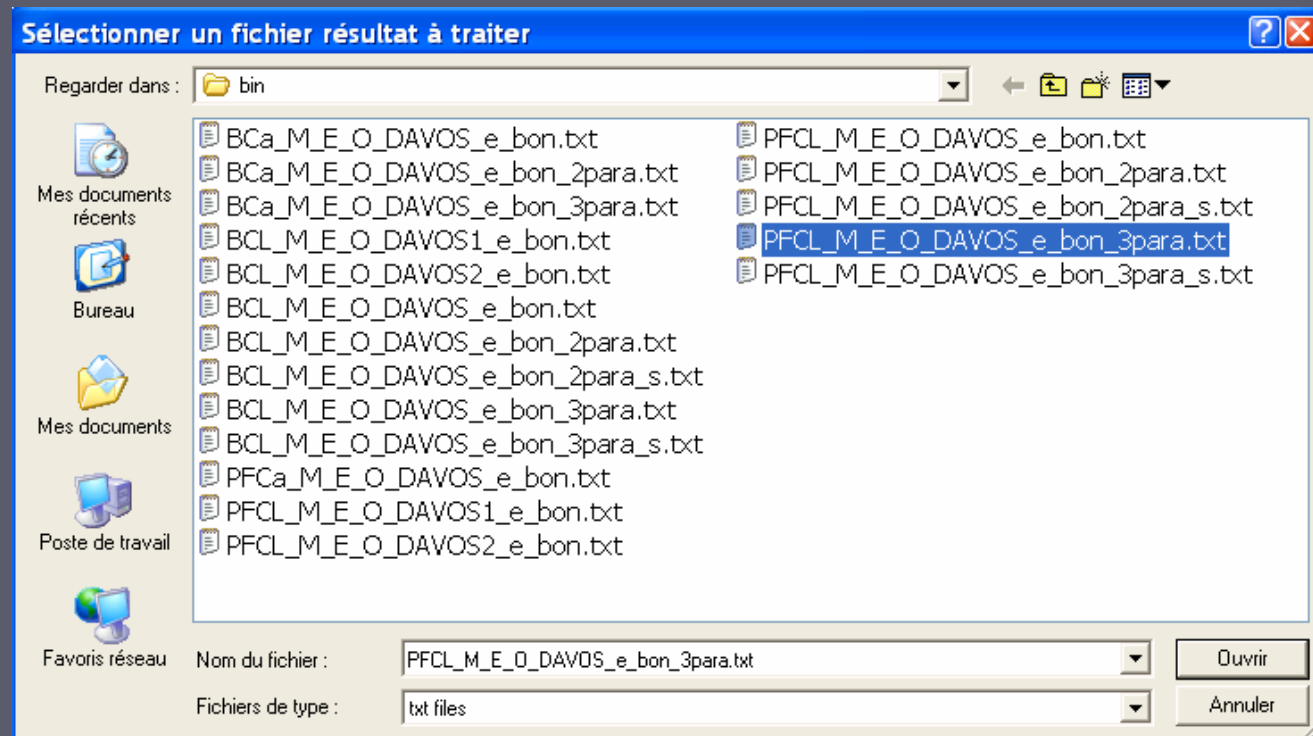 Sélectionner un fichier résultat à traiter
Regarder dans :
bin
Mes documents
récents
Bureau
Mes documents
Poste de travail
Favoris réseau
BCa_M_E_O_DAVOS_e_bon.txt
BCa_M_E_O_DAVOS_e_bon_2para.txt
BCa_M_E_O_DAVOS_e_bon_3para.txt
BCL_M_E_O_DAVOS1_e_bon.txt
BCL_M_E_O_DAVOS2_e_bon.txt
BCL_M_E_O_DAVOS_e_bon.txt
BCL_M_E_O_DAVOS_e_bon_2para.txt
BCL_M_E_O_DAVOS_e_bon_2para_s.txt
BCL_M_E_O_DAVOS_e_bon_3para.txt
BCL_M_E_O_DAVOS_e_bon_3para_s.txt
PFCa_M_E_O_DAVOS_e_bon.txt
PFCL_M_E_O_DAVOS1_e_bon.txt
PFCL_M_E_O_DAVOS2_e_bon.txt
PFCL_M_E_O_DAVOS_e_bon.txt
PFCL_M_E_O_DAVOS_e_bon_2para.txt
PFCL_M_E_O_DAVOS_e_bon_2para_s.txt
PFCL_M_E_O_DAVOS_e_bon_3para.txt
PFCL_M_E_O_DAVOS_e_bon_3para_s.txt
Nom du fichier :
PFCL_M_E_O_DAVOS_e_bon_3para.txt
Ouvrir
Fichiers de type :
txt files
Annuler